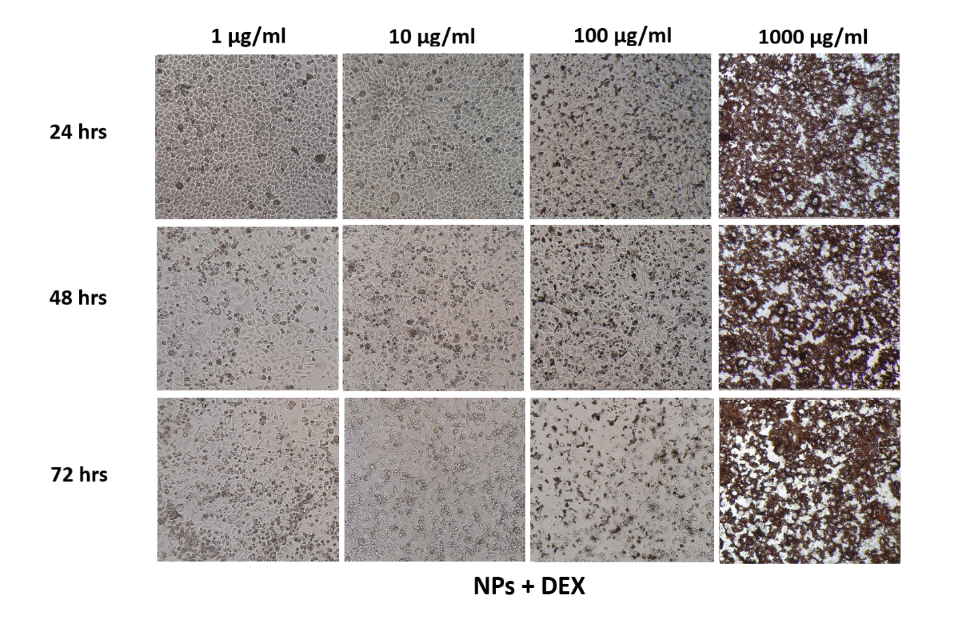 1 µg/ml 10 µg/ml 100 µg/ml 1000 µg/ml
24 hrs
48 hrs
72 hrs
NPs + DEX